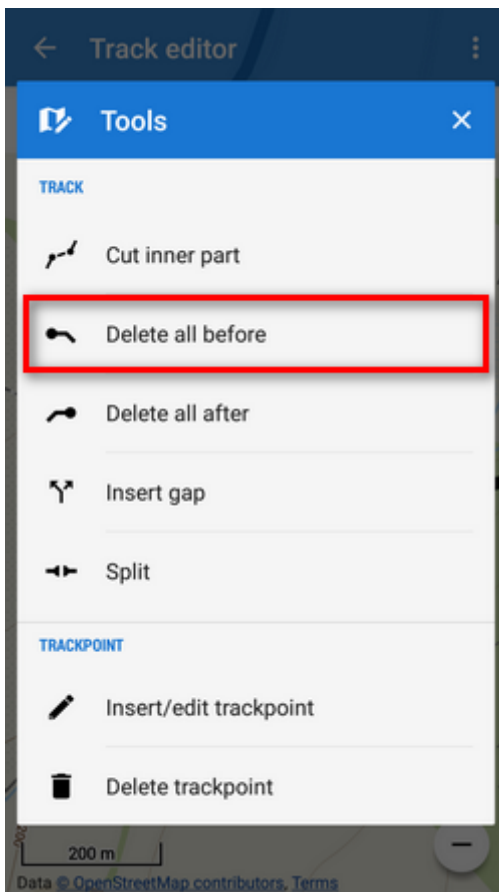 Track editor
Tools
TRACK
Cut inner part
Delete all before
Delete all after
Insert gap
Split
TRACKPOINT
Insert/edit trackpoint
Delete trackpoint
200 m
Data © OpenStreetMap contributors, Terms